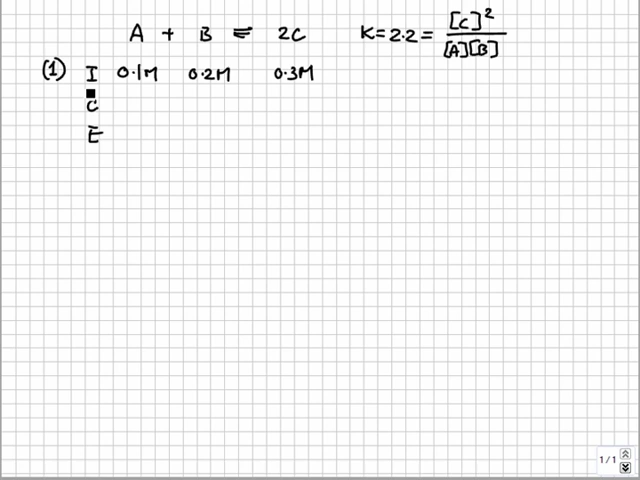 A + B ⇌ 2C K = 2.2 = [C]² / [A][B]
(1) I 0.1M 0.2M 0.3M
C
E
1/1